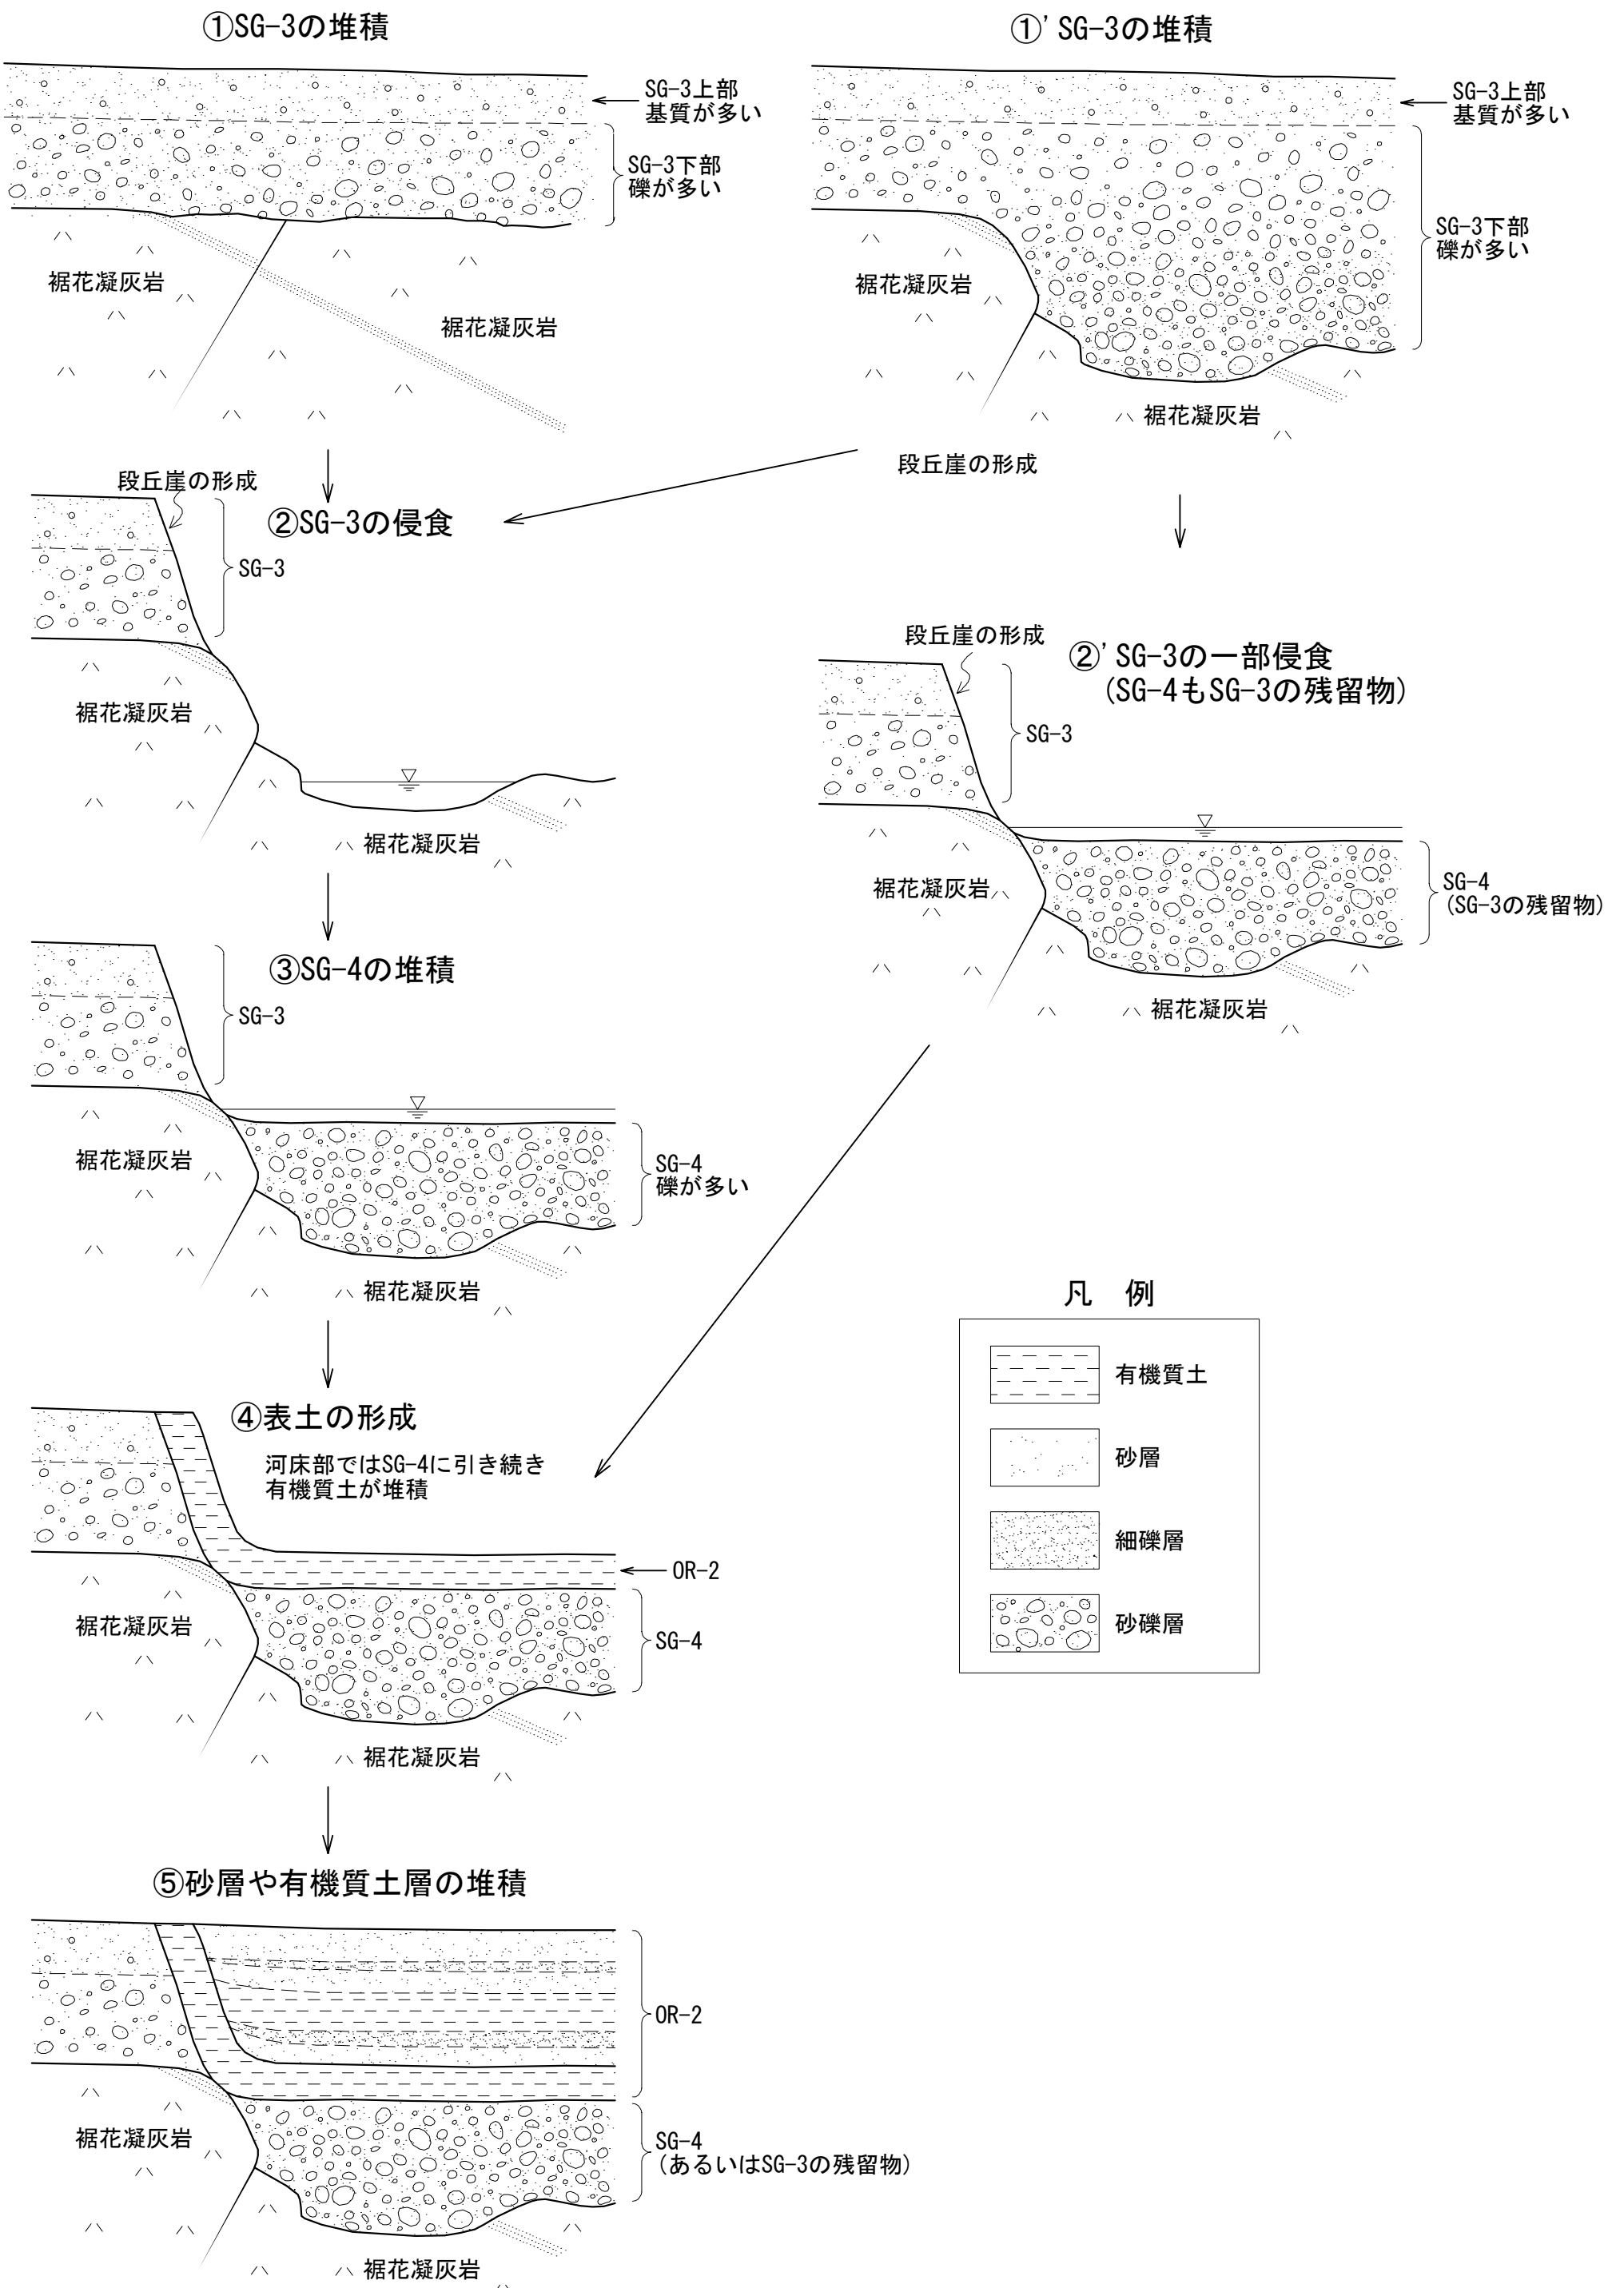 ①SG-3の堆積
SG-3上部
基質が多い
SG-3下部
礫が多い
裾花凝灰岩
裾花凝灰岩
①'SG-3の堆積
SG-3上部
基質が多い
SG-3下部
礫が多い
裾花凝灰岩
裾花凝灰岩
段丘崖の形成
段丘崖の形成
②SG-3の侵食
SG-3
裾花凝灰岩
裾花凝灰岩
段丘崖の形成
②'SG-3の一部侵食
(SG-4もSG-3の残留物)
SG-3
裾花凝灰岩
SG-4
(SG-3の残留物)
裾花凝灰岩
③SG-4の堆積
SG-3
裾花凝灰岩
SG-4
礫が多い
裾花凝灰岩
④表土の形成
河床部ではSG-4に引き続き
有機質土が堆積
OR-2
裾花凝灰岩
SG-4
裾花凝灰岩
凡 例
有機質土
砂層
細礫層
砂礫層
⑤砂層や有機質土層の堆積
OR-2
裾花凝灰岩
SG-4
(あるいはSG-3の残留物)
裾花凝灰岩